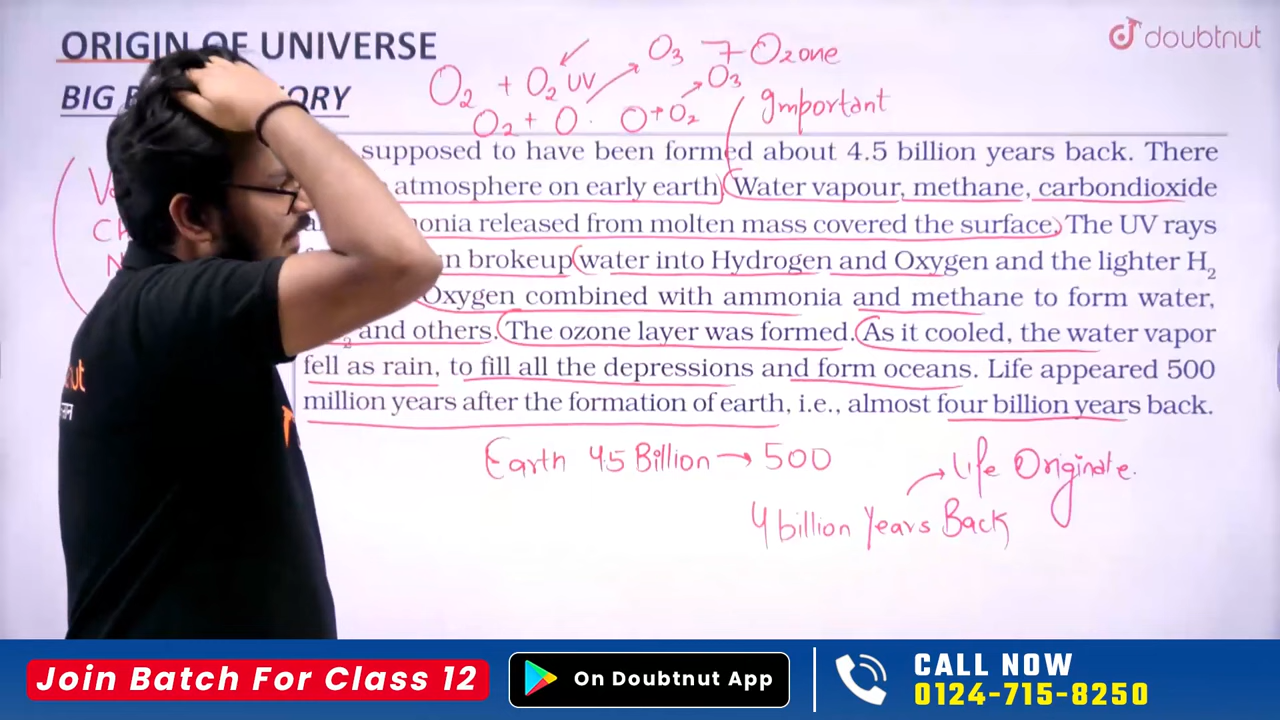 ORIGIN OF UNIVERSE
doubtnut
BIG B ORY
O₂ + O₂ UV O₃ → Ozone
O₂ + O. O + O₂ O₃
Important
supposed to have been formed about 4.5 billion years back. There
atmosphere on early earth. Water vapour, methane, carbondioxide
onia released from molten mass covered the surface. The UV rays
n brokeup water into Hydrogen and Oxygen and the lighter H₂
Oxygen combined with ammonia and methane to form water,
₂ and others. The ozone layer was formed. As it cooled, the water vapor
fell as rain, to fill all the depressions and form oceans. Life appeared 500
million years after the formation of earth, i.e., almost four billion years back.
Earth 4.5 Billion → 500
Life Originate.
4 billion Years Back
Join Batch For Class 12
On Doubtnut App
CALL NOW
0124-715-8250